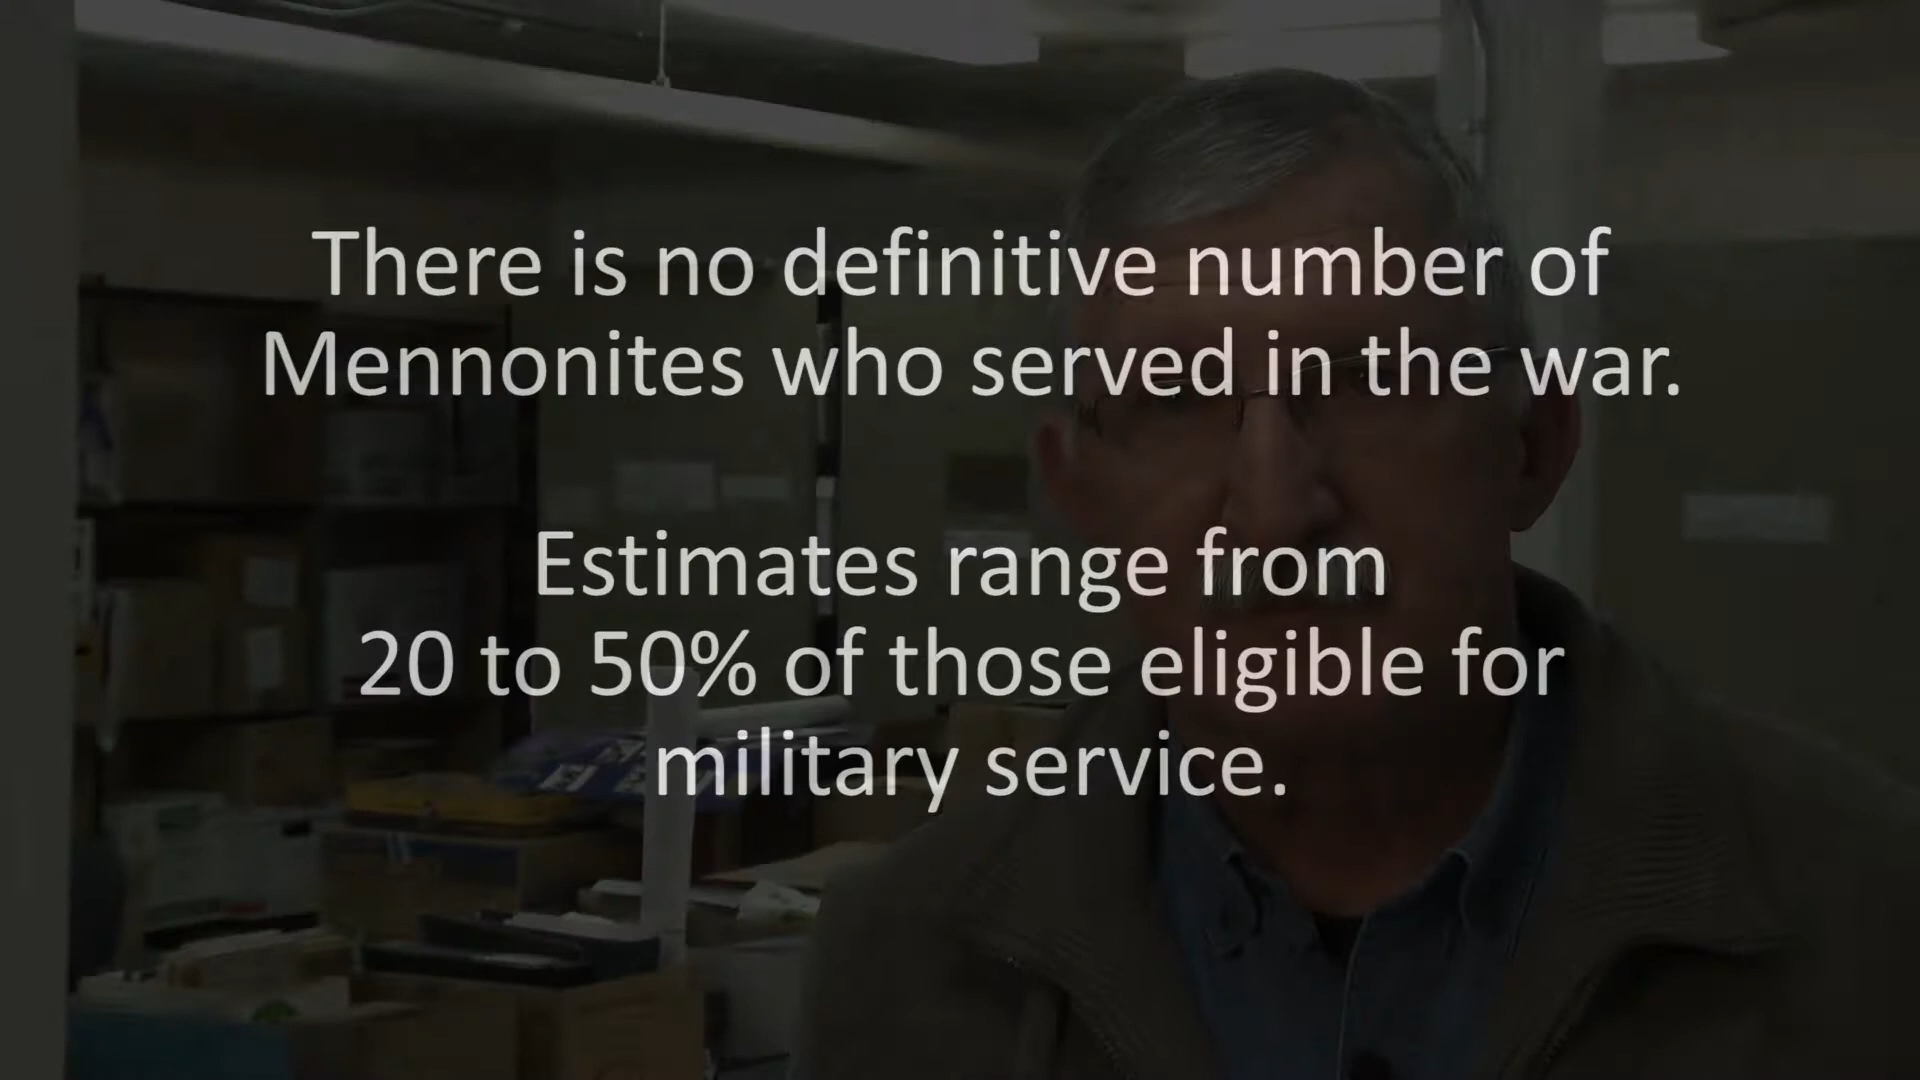 There is no definitive number of
Mennonites who served in the war.
Estimates range from
20 to 50% of those eligible for
military service.